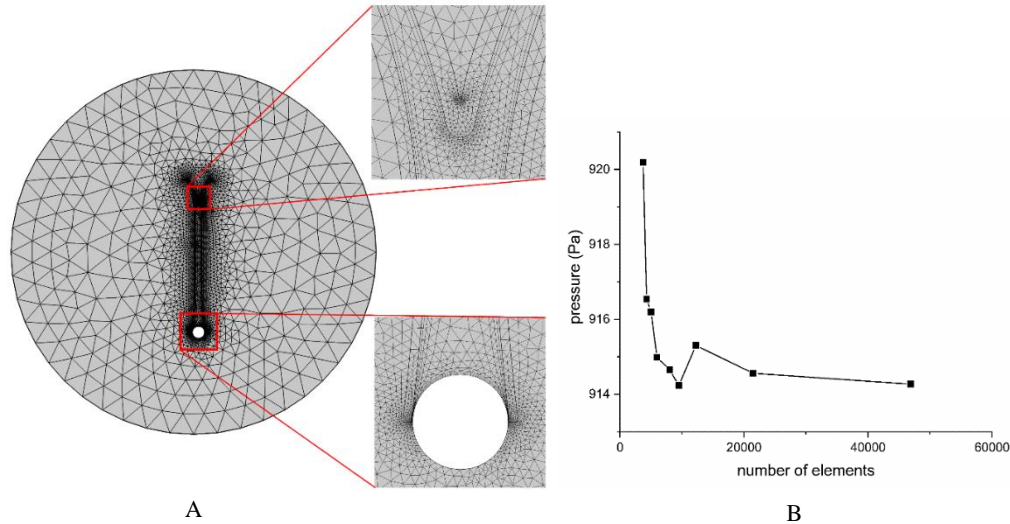 920
918
916
914
pressure (Pa)
0
20000
40000
60000
number of elements
A
B